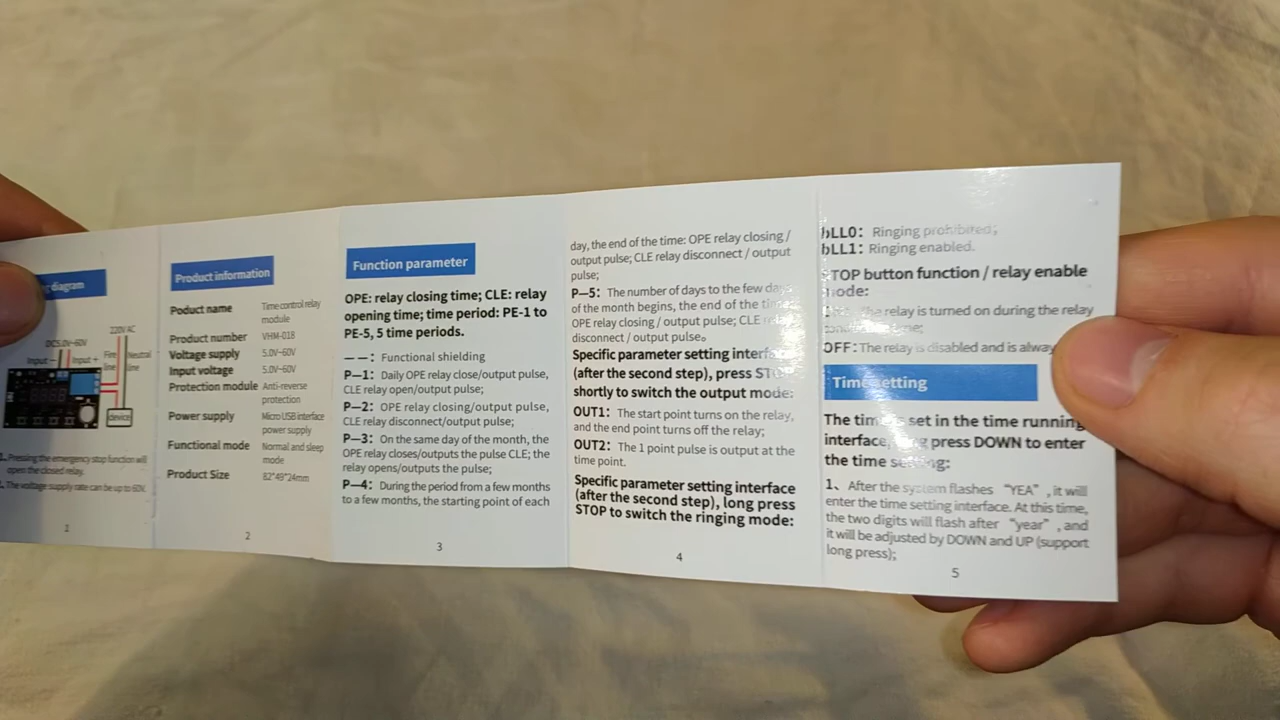 diagram
220V AC
DC5.0V~60V
Input − Input + Fire Neutral
line line
device
1. Pressing the emergency stop function will
open the closed relay.
2. The voltage supply rate can be up to 60V.
1
Product information
Poduct name Time control relay
module
Product number VHM-018
Voltage supply 5.0V~60V
Input voltage 5.0V~60V
Protection module Anti-reverse
protection
Power supply Micro USB interface
power supply
Functional mode Normal and sleep
mode
Product Size 82*49*24mm
2
Function parameter
OPE: relay closing time; CLE: relay
opening time; time period: PE-1 to
PE-5, 5 time periods.
——: Functional shielding
P—1: Daily OPE relay close/output pulse,
CLE relay open/output pulse;
P—2: OPE relay closing/output pulse,
CLE relay disconnect/output pulse;
P—3: On the same day of the month, the
OPE relay closes/outputs the pulse CLE; the
relay opens/outputs the pulse;
P—4: During the period from a few months
to a few months, the starting point of each
3
day, the end of the time: OPE relay closing /
output pulse; CLE relay disconnect / output
pulse;
P—5: The number of days to the few days
of the month begins, the end of the time:
OPE relay closing / output pulse; CLE relay
disconnect / output pulse。
Specific parameter setting interface
(after the second step), press STOP
shortly to switch the output mode:
OUT1: The start point turns on the relay,
and the end point turns off the relay;
OUT2: The 1 point pulse is output at the
time point.
Specific parameter setting interface
(after the second step), long press
STOP to switch the ringing mode:
4
bLL0: Ringing prohibited;
bLL1: Ringing enabled.
STOP button function / relay enable
mode:
the relay is turned on during the relay
OFF: The relay is disabled and is
Time setting
The time is set in the time running
interface, long press DOWN to enter
the time setting:
1、After the system flashes “YEA”, it will
enter the time setting interface. At this time,
the two digits will flash after “year”, and
it will be adjusted by DOWN and UP (support
long press);
5